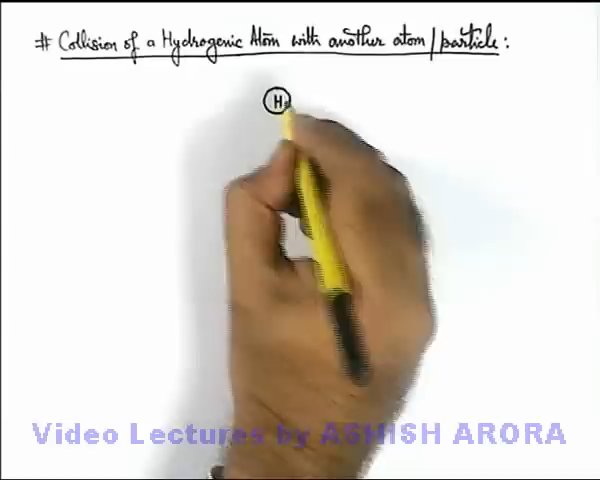 # Collision of a Hydrogenic Atom with another atom/particle:
H
Video Lectures by ASHISH ARORA